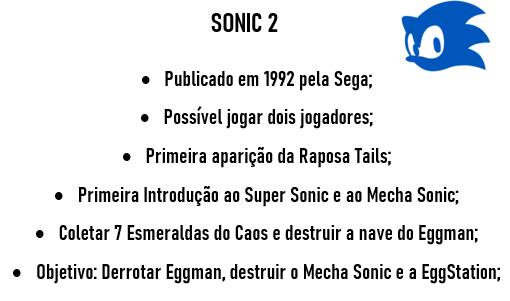 SONIC 2
• Publicado em 1992 pela Sega;
• Possível jogar dois jogadores;
• Primeira aparição da Raposa Tails;
• Primeira Introdução ao Super Sonic e ao Mecha Sonic;
• Coletar 7 Esmeraldas do Caos e destruir a nave do Eggman;
• Objetivo: Derrotar Eggman, destruir o Mecha Sonic e a EggStation;